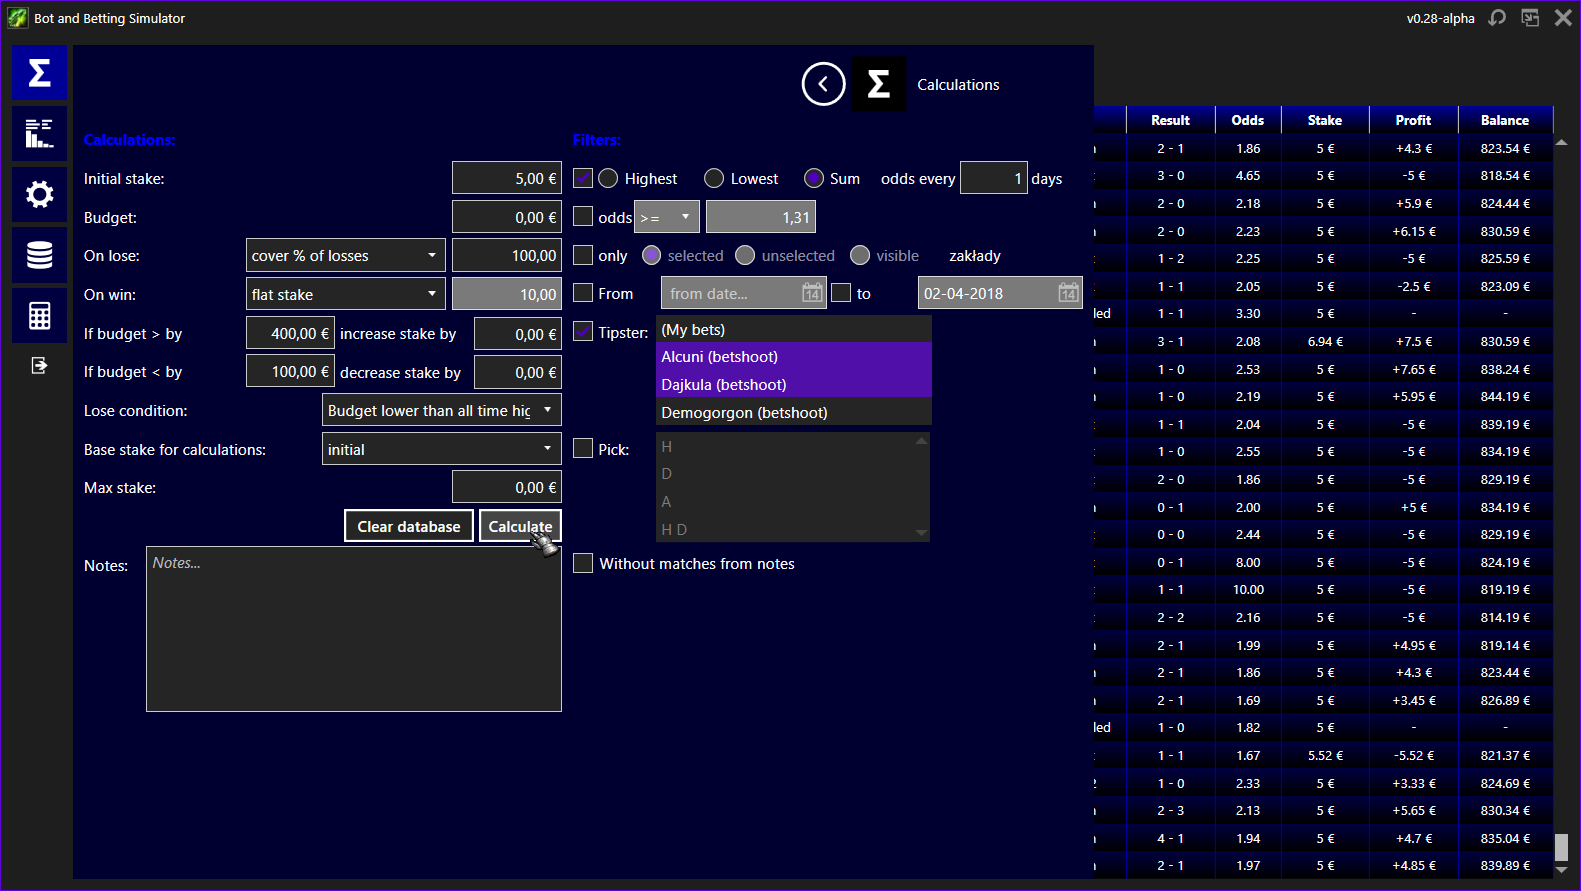 Bot and Betting Simulator
v0.28-alpha
Σ
Σ Calculations
Calculations:
Initial stake: 5,00 €
Budget: 0,00 €
On lose: cover % of losses 100,00
On win: flat stake 10,00
If budget > by 400,00 € increase stake by 0,00 €
If budget < by 100,00 € decrease stake by 0,00 €
Lose condition: Budget lower than all time hig
Base stake for calculations: initial
Max stake: 0,00 €
Clear database Calculate
Notes: Notes...
Filters:
Highest Lowest Sum odds every 1 days
odds >= 1,31
only selected unselected visible zakłady
From from date... 14 to 02-04-2018 14
Tipster: (My bets)
Alcuni (betshoot)
Dajkula (betshoot)
Demogorgon (betshoot)
Pick: H
D
A
H D
Without matches from notes
Result Odds Stake Profit Balance
2 - 1 1.86 5 € +4.3 € 823.54 €
3 - 0 4.65 5 € -5 € 818.54 €
2 - 0 2.18 5 € +5.9 € 824.44 €
2 - 0 2.23 5 € +6.15 € 830.59 €
1 - 2 2.25 5 € -5 € 825.59 €
1 - 1 2.05 5 € -2.5 € 823.09 €
led 1 - 1 3.30 5 € - -
3 - 1 2.08 6.94 € +7.5 € 830.59 €
1 - 0 2.53 5 € +7.65 € 838.24 €
1 - 0 2.19 5 € +5.95 € 844.19 €
1 - 1 2.04 5 € -5 € 839.19 €
1 - 0 2.55 5 € -5 € 834.19 €
2 - 0 1.86 5 € -5 € 829.19 €
0 - 1 2.00 5 € +5 € 834.19 €
0 - 0 2.44 5 € -5 € 829.19 €
0 - 1 8.00 5 € -5 € 824.19 €
1 - 1 10.00 5 € -5 € 819.19 €
2 - 2 2.16 5 € -5 € 814.19 €
2 - 1 1.99 5 € +4.95 € 819.14 €
2 - 1 1.86 5 € +4.3 € 823.44 €
2 - 1 1.69 5 € +3.45 € 826.89 €
led 1 - 0 1.82 5 € - -
1 - 1 1.67 5.52 € -5.52 € 821.37 €
1 - 0 2.33 5 € +3.33 € 824.69 €
2 - 3 2.13 5 € +5.65 € 830.34 €
4 - 1 1.94 5 € +4.7 € 835.04 €
2 - 1 1.97 5 € +4.85 € 839.89 €